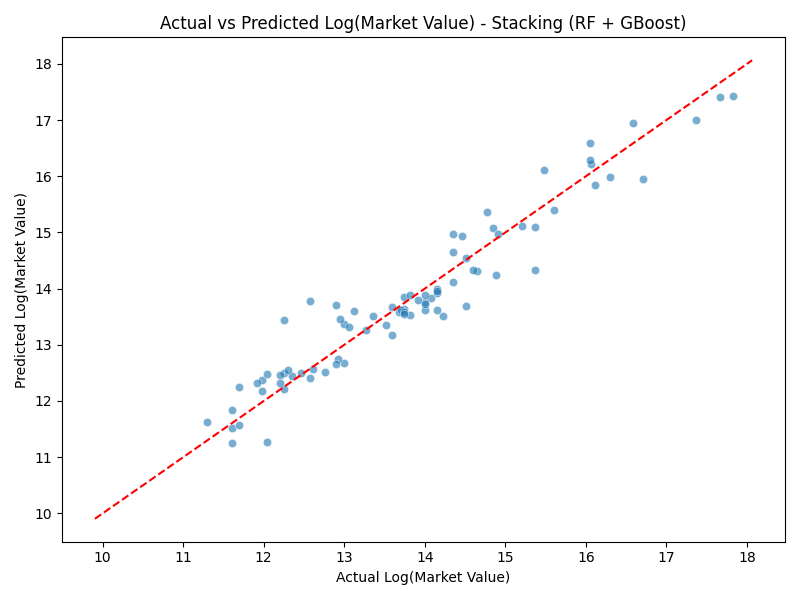 Actual vs Predicted Log(Market Value) - Stacking (RF + GBoost)
18
17
16
15
14
13
12
11
10
Predicted Log(Market Value)
10 11 12 13 14 15 16 17 18
Actual Log(Market Value)